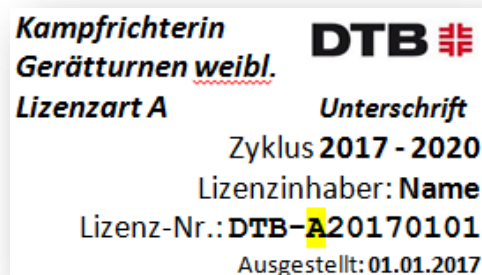 Kampfrichterin
DTB
Gerätturnen weibl.
Lizenzart A Unterschrift
Zyklus 2017 - 2020
Lizenzinhaber: Name
Lizenz-Nr.: DTB-A20170101
Ausgestellt: 01.01.2017